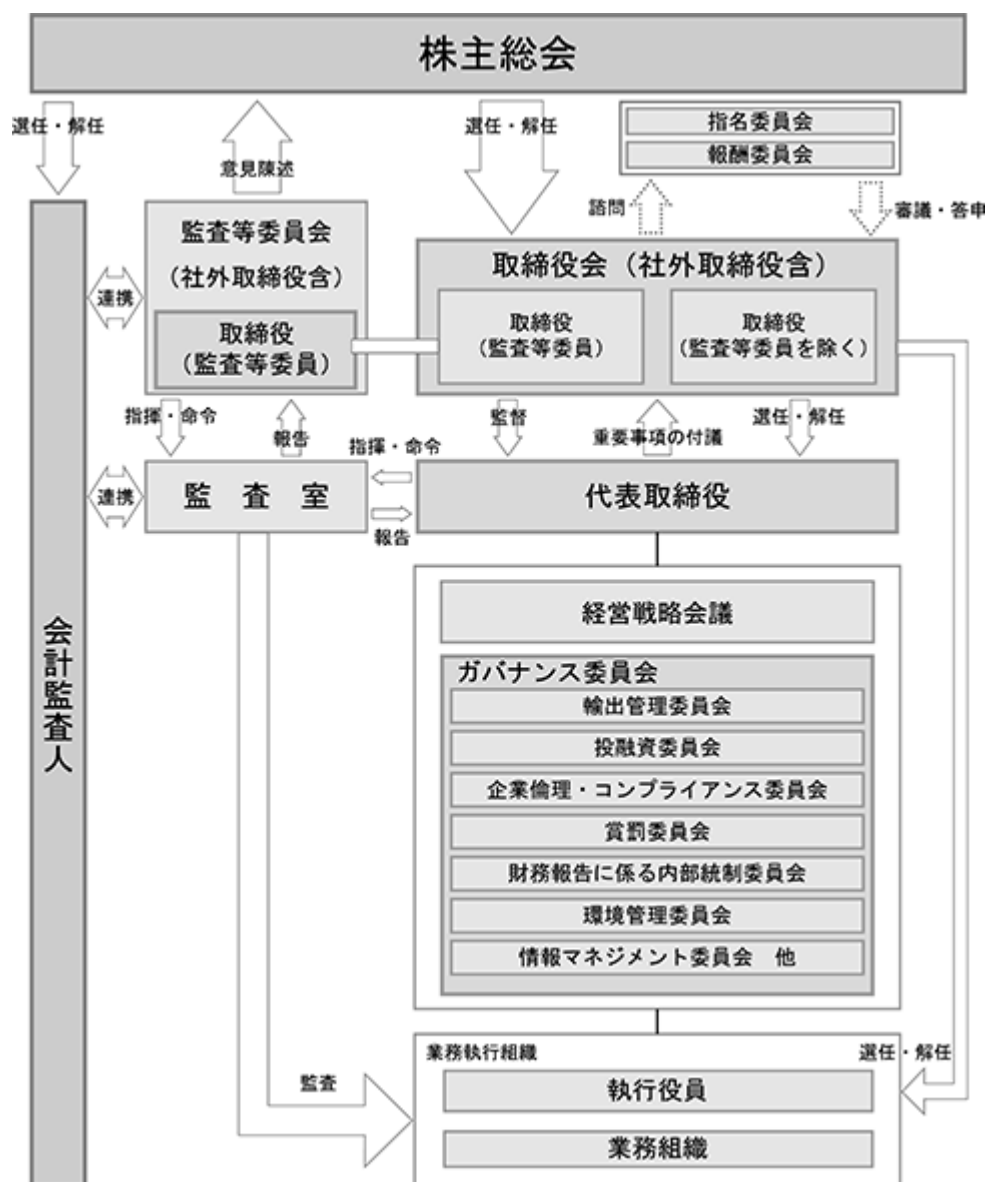 株主総会
選任・解任
意見陳述
選任・解任
指名委員会
報酬委員会
諮問
審議・答申
監査等委員会
（社外取締役含）
取締役
（監査等委員）
連携
取締役会（社外取締役含）
取締役
（監査等委員）
取締役
（監査等委員を除く）
指揮・命令
報告
指揮・命令
監督
重要事項の付議
選任・解任
連携
監　査　室
報告
代表取締役
会計監査人
経営戦略会議
ガバナンス委員会
輸出管理委員会
投融資委員会
企業倫理・コンプライアンス委員会
賞罰委員会
財務報告に係る内部統制委員会
環境管理委員会
情報マネジメント委員会　他
業務執行組織
選任・解任
監査
執行役員
業務組織